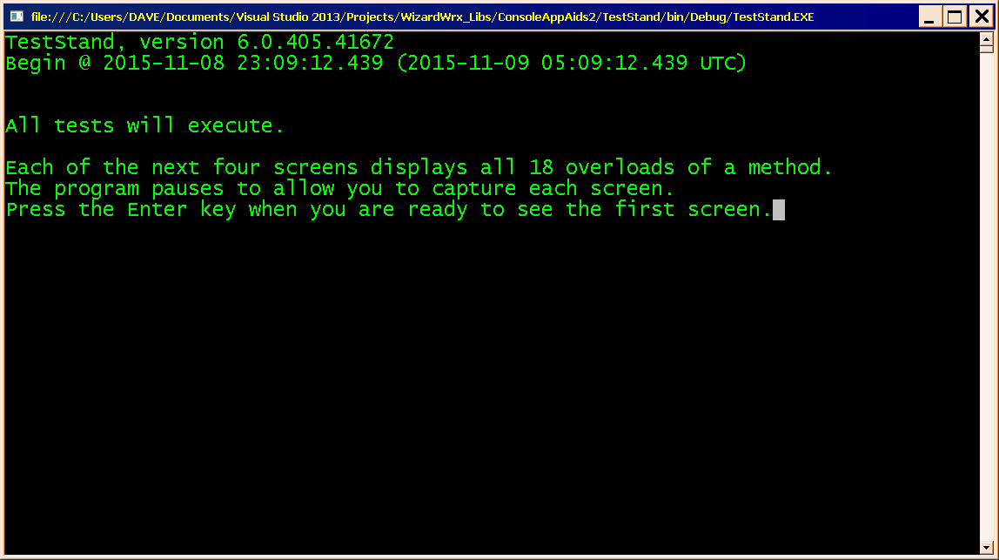 file:///C:/Users/DAVE/Documents/Visual Studio 2013/Projects/WizardWrx_Libs/ConsoleAppAids2/TestStand/bin/Debug/TestStand.EXE
TestStand, version 6.0.405.41672
Begin @ 2015-11-08 23:09:12.439 (2015-11-09 05:09:12.439 UTC)
All tests will execute.
Each of the next four screens displays all 18 overloads of a method.
The program pauses to allow you to capture each screen.
Press the Enter key when you are ready to see the first screen.